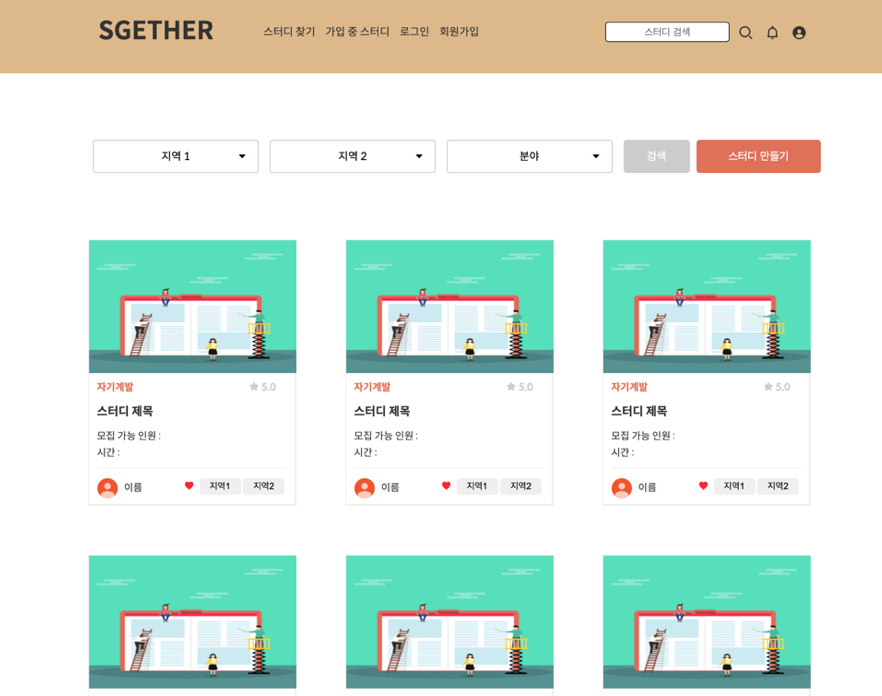 SGETHER
스터디 찾기 가입 중 스터디 로그인 회원가입
스터디 검색
지역 1 지역 2 분야 검색 스터디 만들기
자기계발 5.0
스터디 제목
모집 가능 인원 :
시간 :
이름 지역1 지역2
자기계발 5.0
스터디 제목
모집 가능 인원 :
시간 :
이름 지역1 지역2
자기계발 5.0
스터디 제목
모집 가능 인원 :
시간 :
이름 지역1 지역2